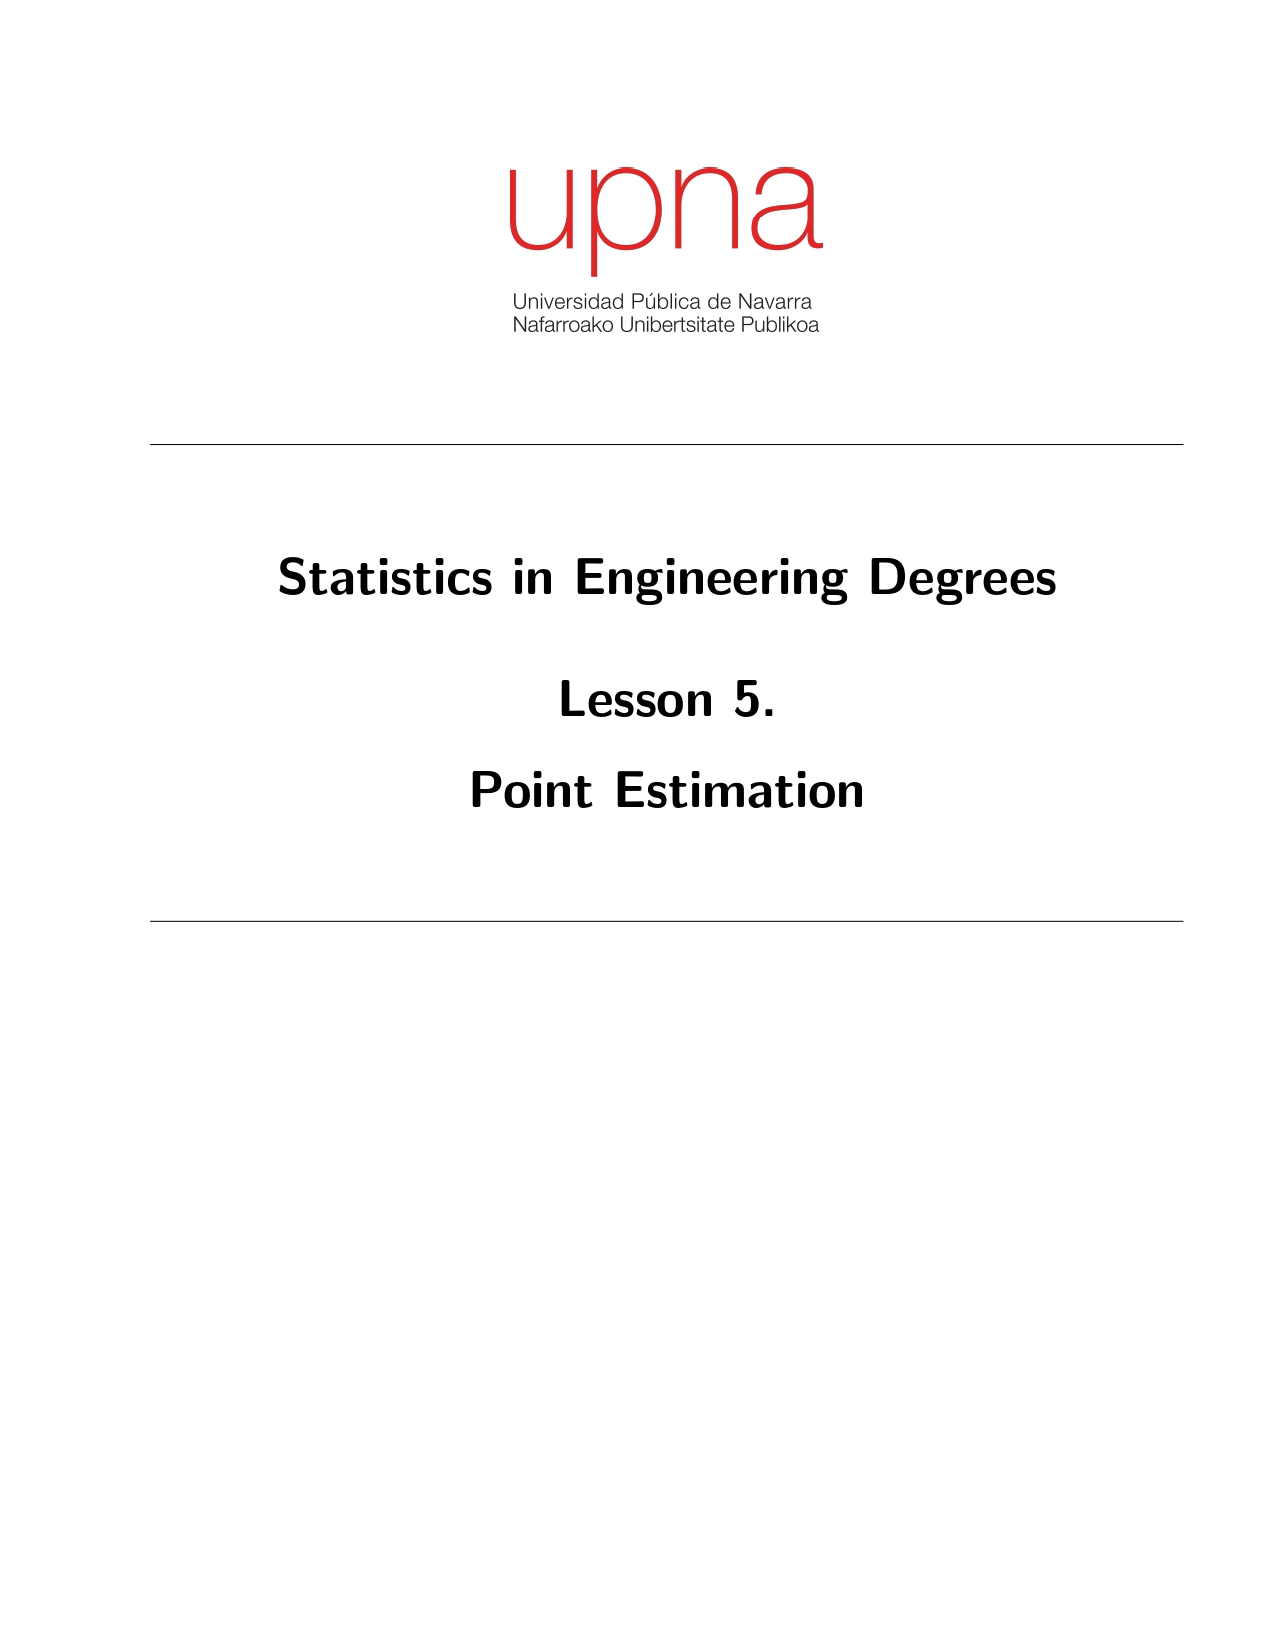 upna
Universidad Pública de Navarra
Nafarroako Unibertsitate Publikoa
Statistics in Engineering Degrees
Lesson 5.
Point Estimation